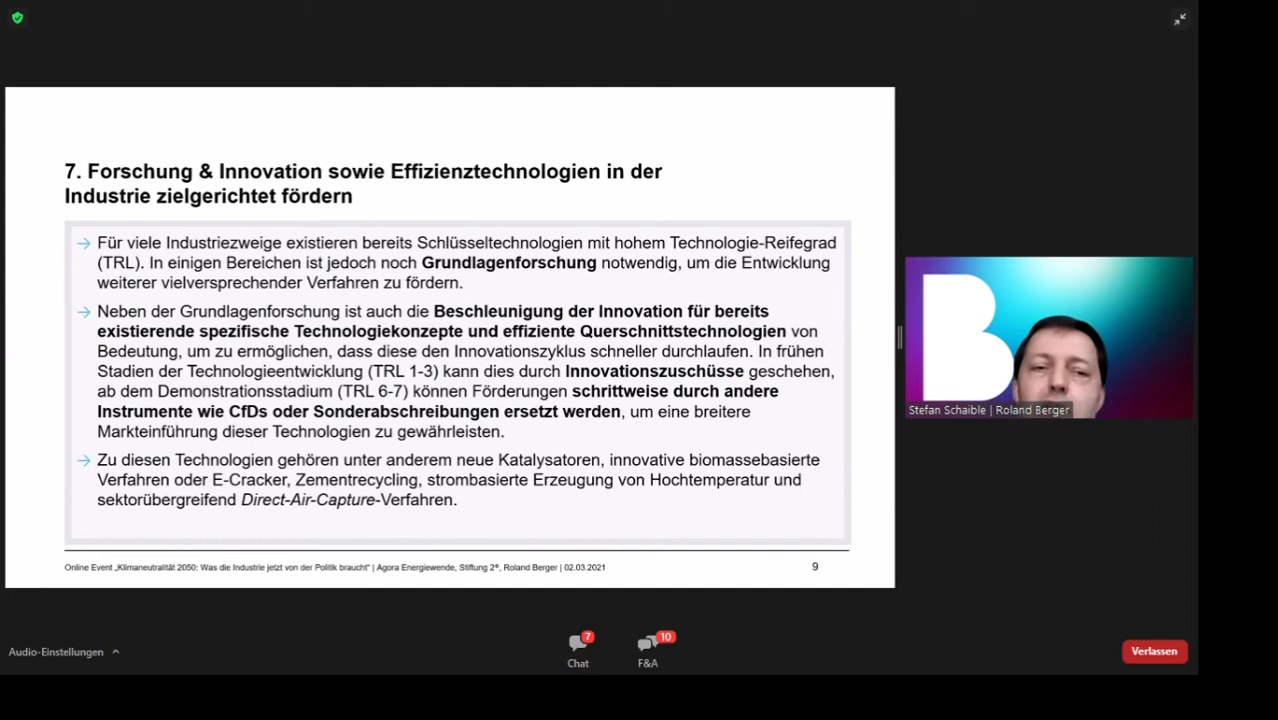 7. Forschung & Innovation sowie Effizienztechnologien in der
Industrie zielgerichtet fördern
→ Für viele Industriezweige existieren bereits Schlüsseltechnologien mit hohem Technologie-Reifegrad
(TRL). In einigen Bereichen ist jedoch noch Grundlagenforschung notwendig, um die Entwicklung
weiterer vielversprechender Verfahren zu fördern.
→ Neben der Grundlagenforschung ist auch die Beschleunigung der Innovation für bereits
existierende spezifische Technologiekonzepte und effiziente Querschnittstechnologien von
Bedeutung, um zu ermöglichen, dass diese den Innovationszyklus schneller durchlaufen. In frühen
Stadien der Technologieentwicklung (TRL 1-3) kann dies durch Innovationszuschüsse geschehen,
ab dem Demonstrationsstadium (TRL 6-7) können Förderungen schrittweise durch andere
Instrumente wie CfDs oder Sonderabschreibungen ersetzt werden, um eine breitere
Markteinführung dieser Technologien zu gewährleisten.
→ Zu diesen Technologien gehören unter anderem neue Katalysatoren, innovative biomassebasierte
Verfahren oder E-Cracker, Zementrecycling, strombasierte Erzeugung von Hochtemperatur und
sektorübergreifend Direct-Air-Capture-Verfahren.
Online Event „Klimaneutralität 2050: Was die Industrie jetzt von der Politik braucht“ | Agora Energiewende, Stiftung 2°, Roland Berger | 02.03.2021
9
B
Stefan Schaible | Roland Berger
Audio-Einstellungen
7
Chat
10
F&A
Verlassen